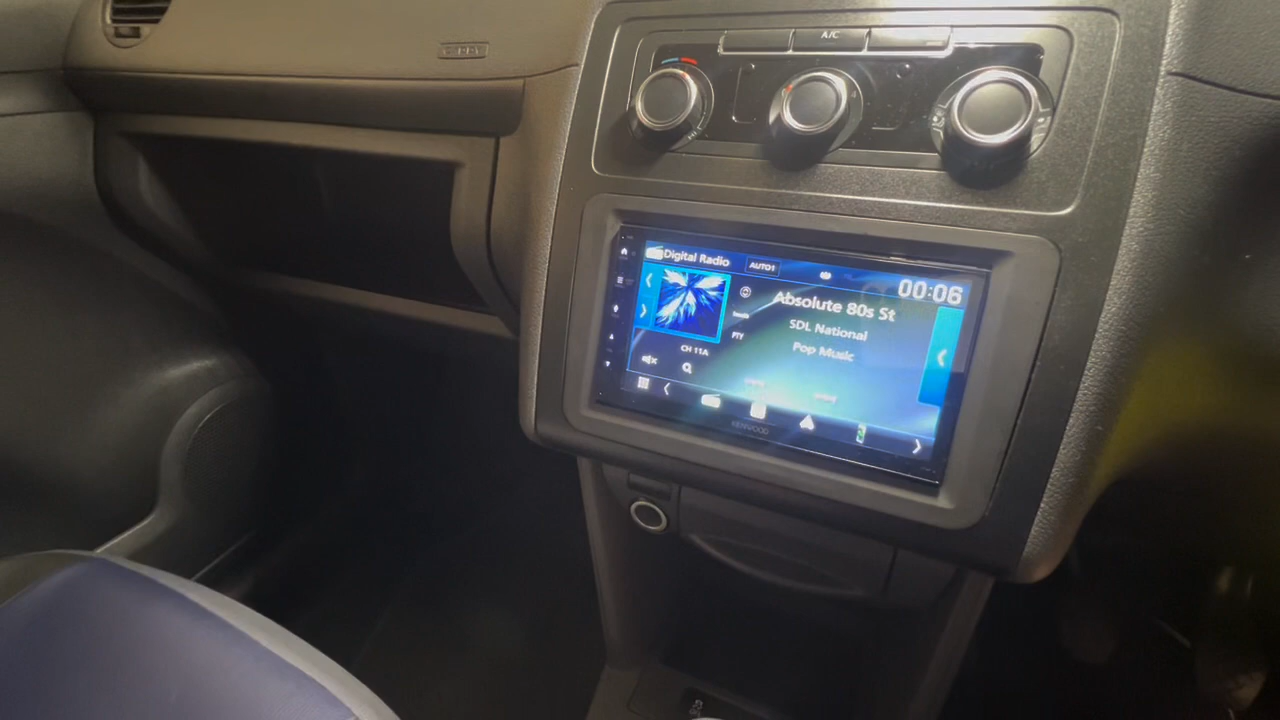 A/C
Digital Radio
AUTO1
00:06
Absolute 80s St
SDL National
PTY
Pop Music
CH 11A
KENWOOD